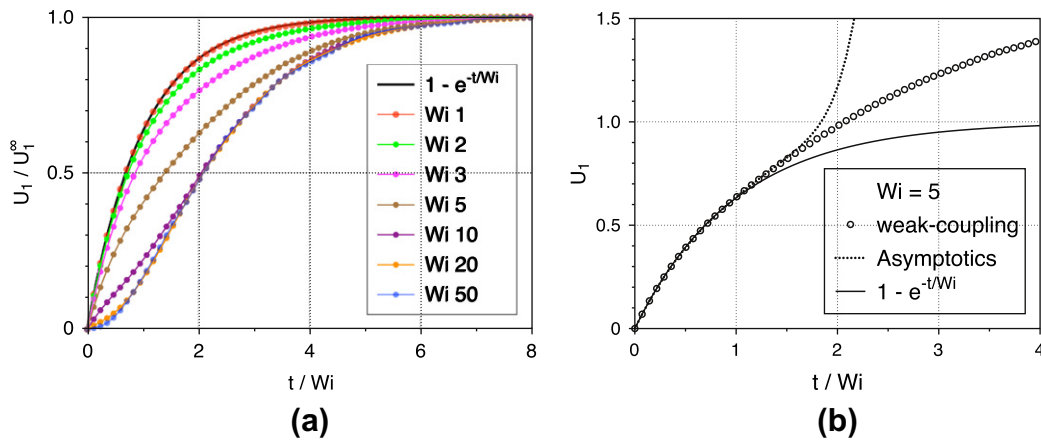 1.0
0.5
0
U₁ / U₁^∞
0 2 4 6 8
t / Wi
1 - e^-t/Wi
Wi 1
Wi 2
Wi 3
Wi 5
Wi 10
Wi 20
Wi 50
(a)
1.5
1.0
0.5
0.0
U₁
0 1 2 3 4
t / Wi
Wi = 5
weak-coupling
Asymptotics
1 - e^-t/Wi
(b)